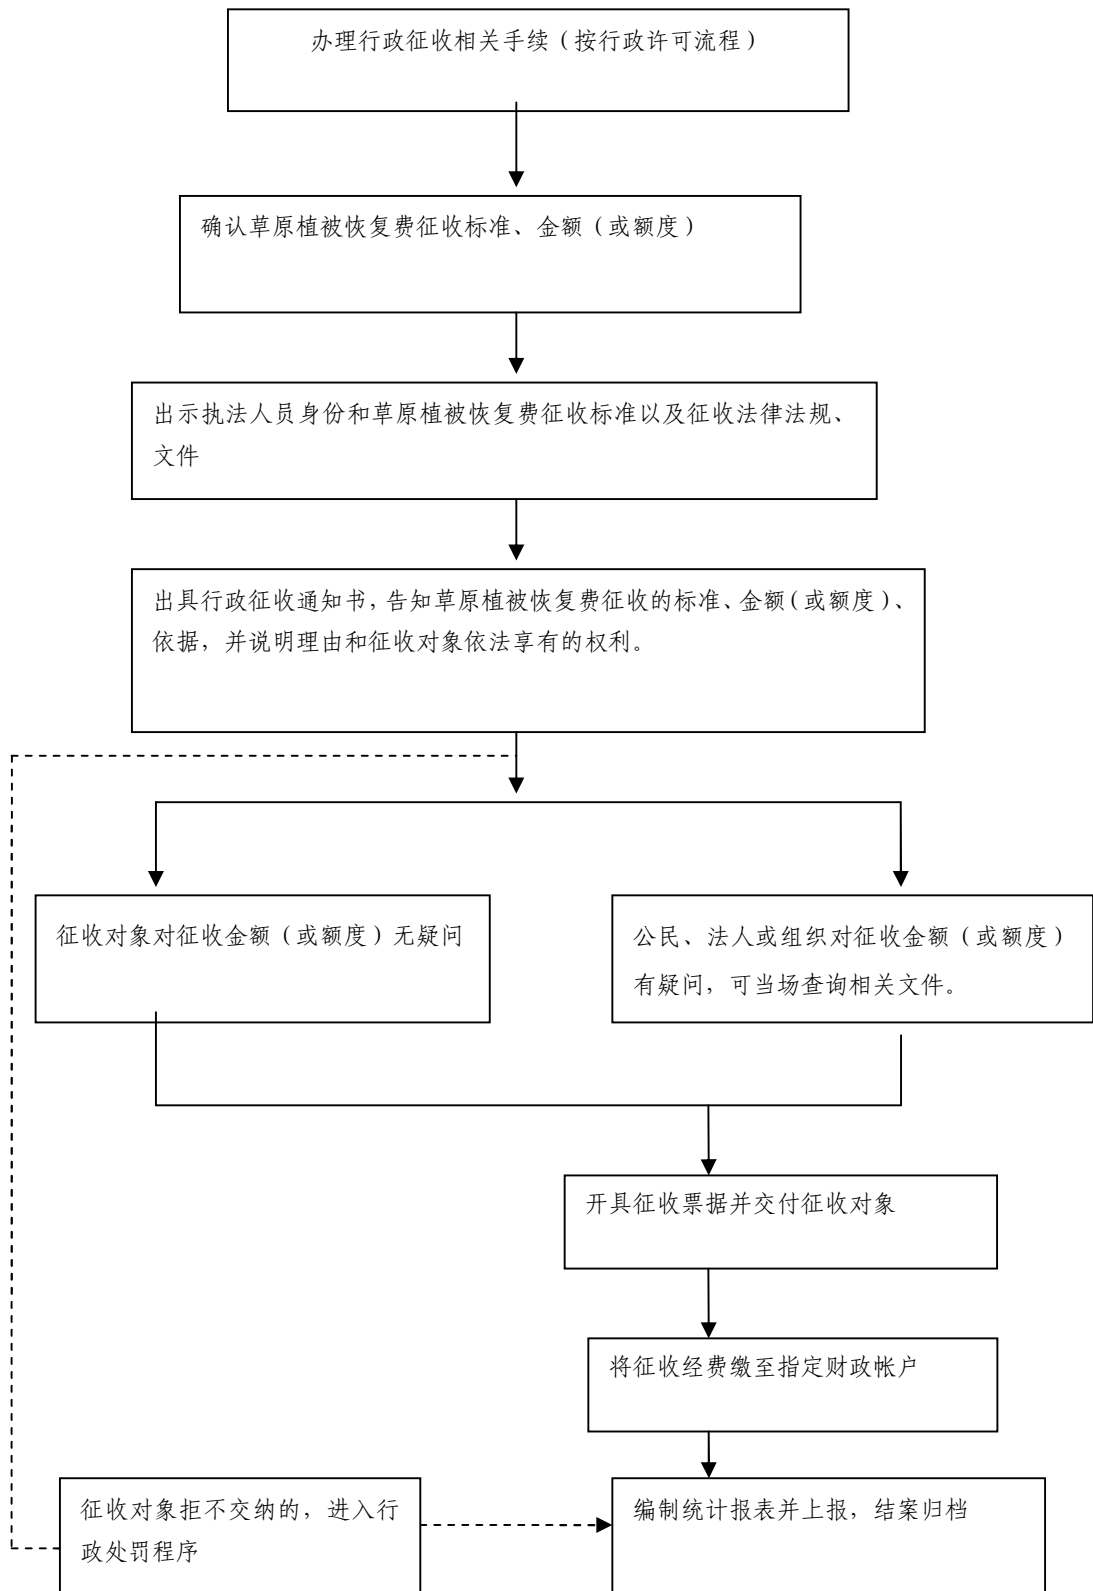 办理行政征收相关手续（按行政许可流程）
确认草原植被恢复费征收标准、金额（或额度）
出示执法人员身份和草原植被恢复费征收标准以及征收法律法规、
文件
出具行政征收通知书，告知草原植被恢复费征收的标准、金额（或额度）、
依据，并说明理由和征收对象依法享有的权利。
征收对象对征收金额（或额度）无疑问
公民、法人或组织对征收金额（或额度）
有疑问，可当场查询相关文件。
开具征收票据并交付征收对象
将征收经费缴至指定财政帐户
征收对象拒不交纳的，进入行
政处罚程序
编制统计报表并上报，结案归档